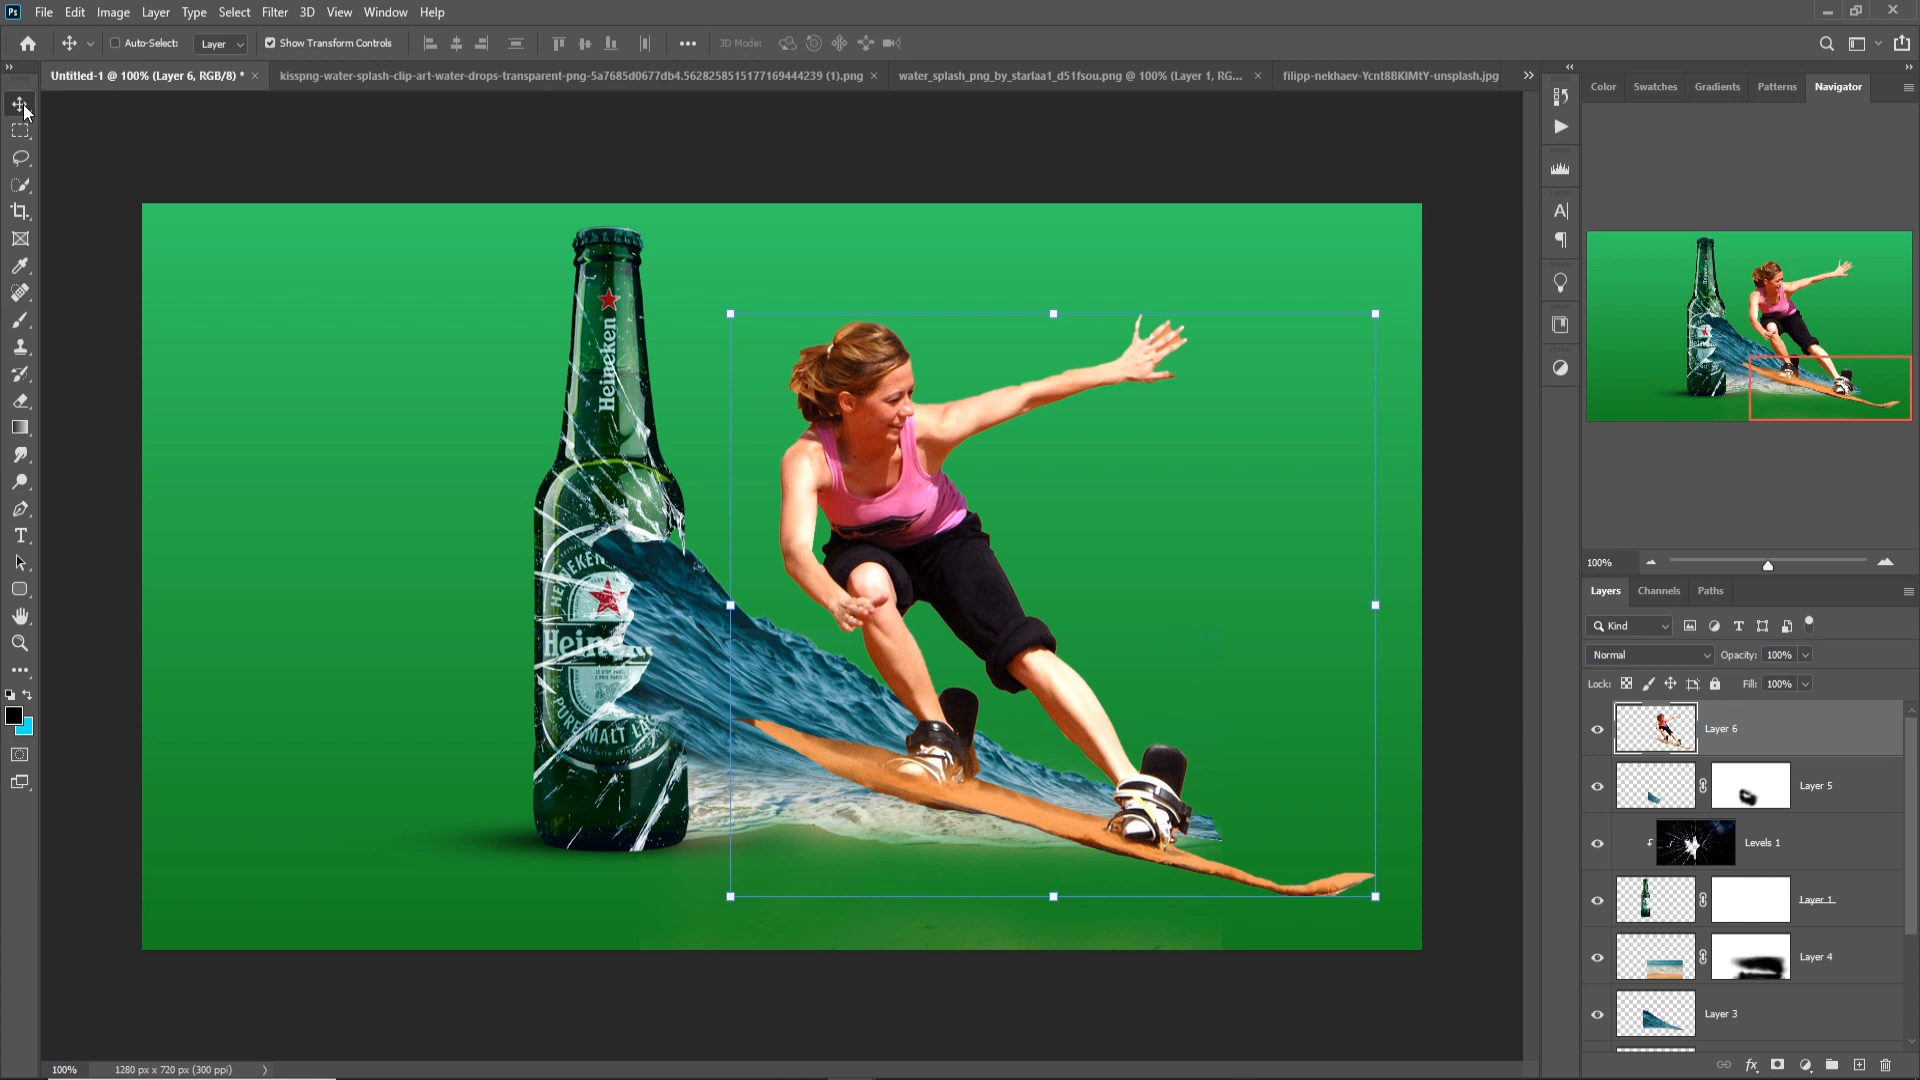 Ps File Edit Image Layer Type Select Filter 3D View Window Help
Auto-Select: Layer Show Transform Controls 3D Mode:
Untitled-1 @ 100% (Layer 6, RGB/8) * kisspng-water-splash-clip-art-water-drops-transparent-png-5a7685d0677db4.5628258515177169444239 (1).png water_splash_png_by_starlaa1_d51fsou.png @ 100% (Layer 1, RG... filipp-nekhaev-Ycnt8BKIMtY-unsplash.jpg
Color Swatches Gradients Patterns Navigator
Heineken
HEINEKEN
Heine
PURE MALT LA
100%
Layers Channels Paths
Kind
Normal Opacity: 100%
Lock: Fill: 100%
Layer 6
Layer 5
Levels 1
Layer 1
Layer 4
Layer 3
100% 1280 px x 720 px (300 ppi)